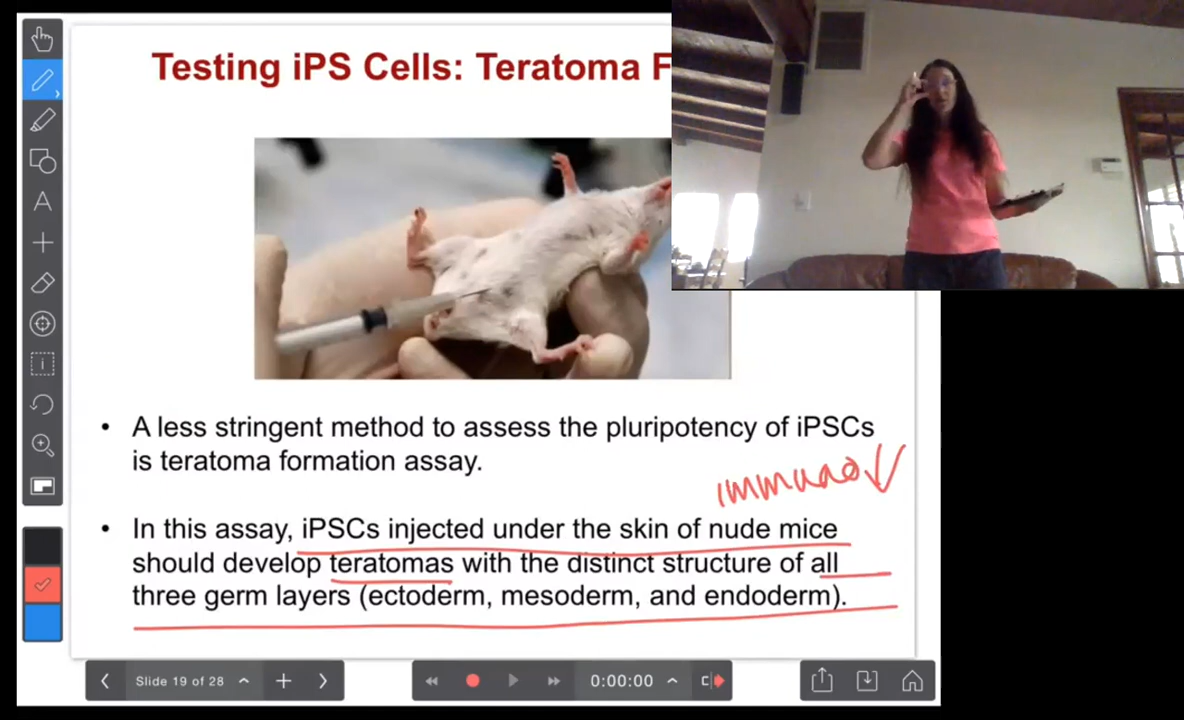 Testing iPS Cells: Teratoma F
• A less stringent method to assess the pluripotency of iPSCs
is teratoma formation assay.
immuno↓
• In this assay, iPSCs injected under the skin of nude mice
should develop teratomas with the distinct structure of all
three germ layers (ectoderm, mesoderm, and endoderm).
Slide 19 of 28
0:00:00